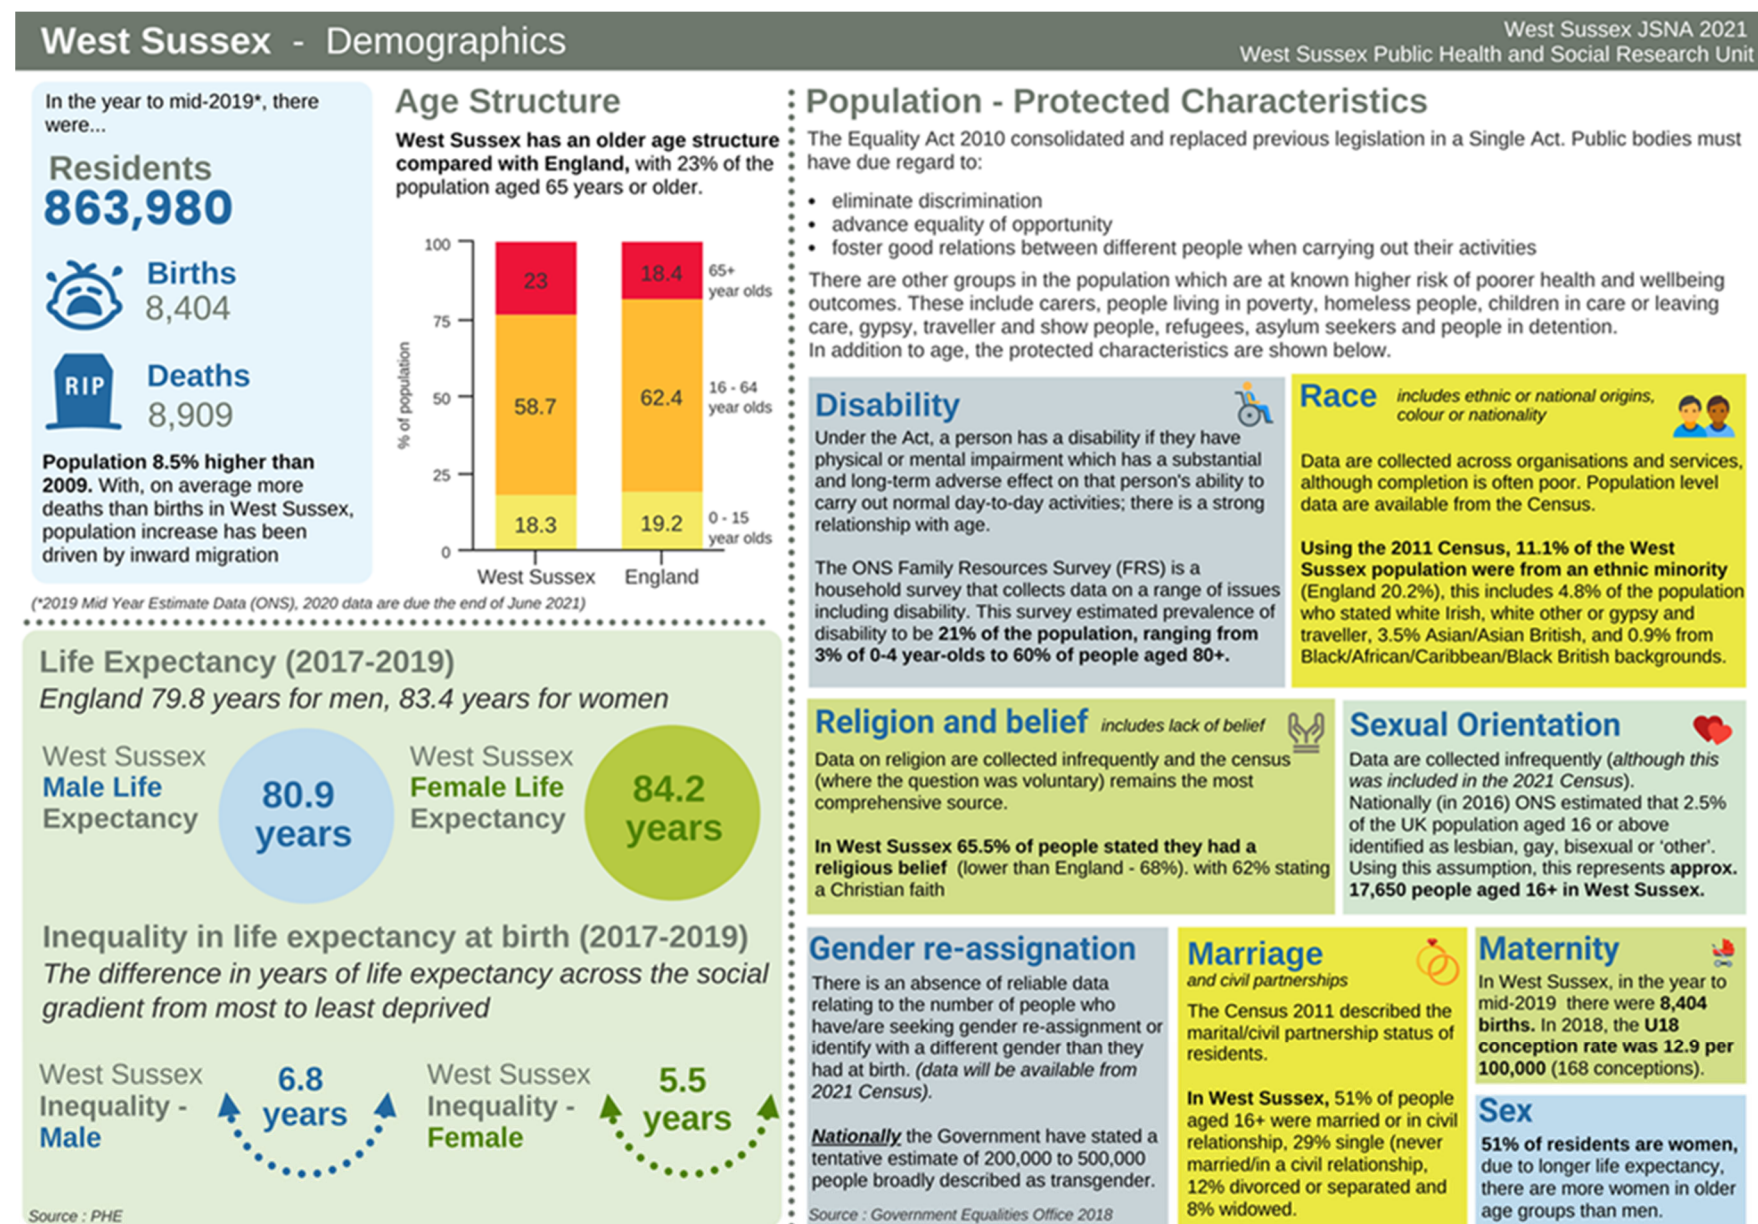 West Sussex - Demographics
West Sussex JSNA 2021
West Sussex Public Health and Social Research Unit
In the year to mid-2019*, there
were...
Residents
863,980
Births
8,404
RIP
Deaths
8,909
Population 8.5% higher than
2009. With, on average more
deaths than births in West Sussex,
population increase has been
driven by inward migration
(*2019 Mid Year Estimate Data (ONS), 2020 data are due the end of June 2021)
Age Structure
West Sussex has an older age structure
compared with England, with 23% of the
population aged 65 years or older.
% of population
100
75
50
25
0
23
58.7
18.3
18.4
62.4
19.2
65+
year olds
16 - 64
year olds
0 - 15
year olds
West Sussex
England
Life Expectancy (2017-2019)
England 79.8 years for men, 83.4 years for women
West Sussex
Male Life
Expectancy
80.9
years
West Sussex
Female Life
Expectancy
84.2
years
Inequality in life expectancy at birth (2017-2019)
The difference in years of life expectancy across the social
gradient from most to least deprived
West Sussex
Inequality -
Male
6.8
years
West Sussex
Inequality -
Female
5.5
years
Source : PHE
Population - Protected Characteristics
The Equality Act 2010 consolidated and replaced previous legislation in a Single Act. Public bodies must
have due regard to:
• eliminate discrimination
• advance equality of opportunity
• foster good relations between different people when carrying out their activities
There are other groups in the population which are at known higher risk of poorer health and wellbeing
outcomes. These include carers, people living in poverty, homeless people, children in care or leaving
care, gypsy, traveller and show people, refugees, asylum seekers and people in detention.
In addition to age, the protected characteristics are shown below.
Disability
Under the Act, a person has a disability if they have
physical or mental impairment which has a substantial
and long-term adverse effect on that person's ability to
carry out normal day-to-day activities; there is a strong
relationship with age.
The ONS Family Resources Survey (FRS) is a
household survey that collects data on a range of issues
including disability. This survey estimated prevalence of
disability to be 21% of the population, ranging from
3% of 0-4 year-olds to 60% of people aged 80+.
Race
includes ethnic or national origins,
colour or nationality
Data are collected across organisations and services,
although completion is often poor. Population level
data are available from the Census.
Using the 2011 Census, 11.1% of the West
Sussex population were from an ethnic minority
(England 20.2%), this includes 4.8% of the population
who stated white Irish, white other or gypsy and
traveller, 3.5% Asian/Asian British, and 0.9% from
Black/African/Caribbean/Black British backgrounds.
Religion and belief includes lack of belief
Data on religion are collected infrequently and the census
(where the question was voluntary) remains the most
comprehensive source.
In West Sussex 65.5% of people stated they had a
religious belief (lower than England - 68%). with 62% stating
a Christian faith
Sexual Orientation
Data are collected infrequently (although this
was included in the 2021 Census).
Nationally (in 2016) ONS estimated that 2.5%
of the UK population aged 16 or above
identified as lesbian, gay, bisexual or 'other'.
Using this assumption, this represents approx.
17,650 people aged 16+ in West Sussex.
Gender re-assignation
There is an absence of reliable data
relating to the number of people who
have/are seeking gender re-assignment or
identify with a different gender than they
had at birth. (data will be available from
2021 Census).
Nationally the Government have stated a
tentative estimate of 200,000 to 500,000
people broadly described as transgender.
Source : Government Equalities Office 2018
Marriage
and civil partnerships
The Census 2011 described the
marital/civil partnership status of
residents.
In West Sussex, 51% of people
aged 16+ were married or in civil
relationship, 29% single (never
married/in a civil relationship,
12% divorced or separated and
8% widowed.
Maternity
In West Sussex, in the year to
mid-2019 there were 8,404
births. In 2018, the U18
conception rate was 12.9 per
100,000 (168 conceptions).
Sex
51% of residents are women,
due to longer life expectancy,
there are more women in older
age groups than men.